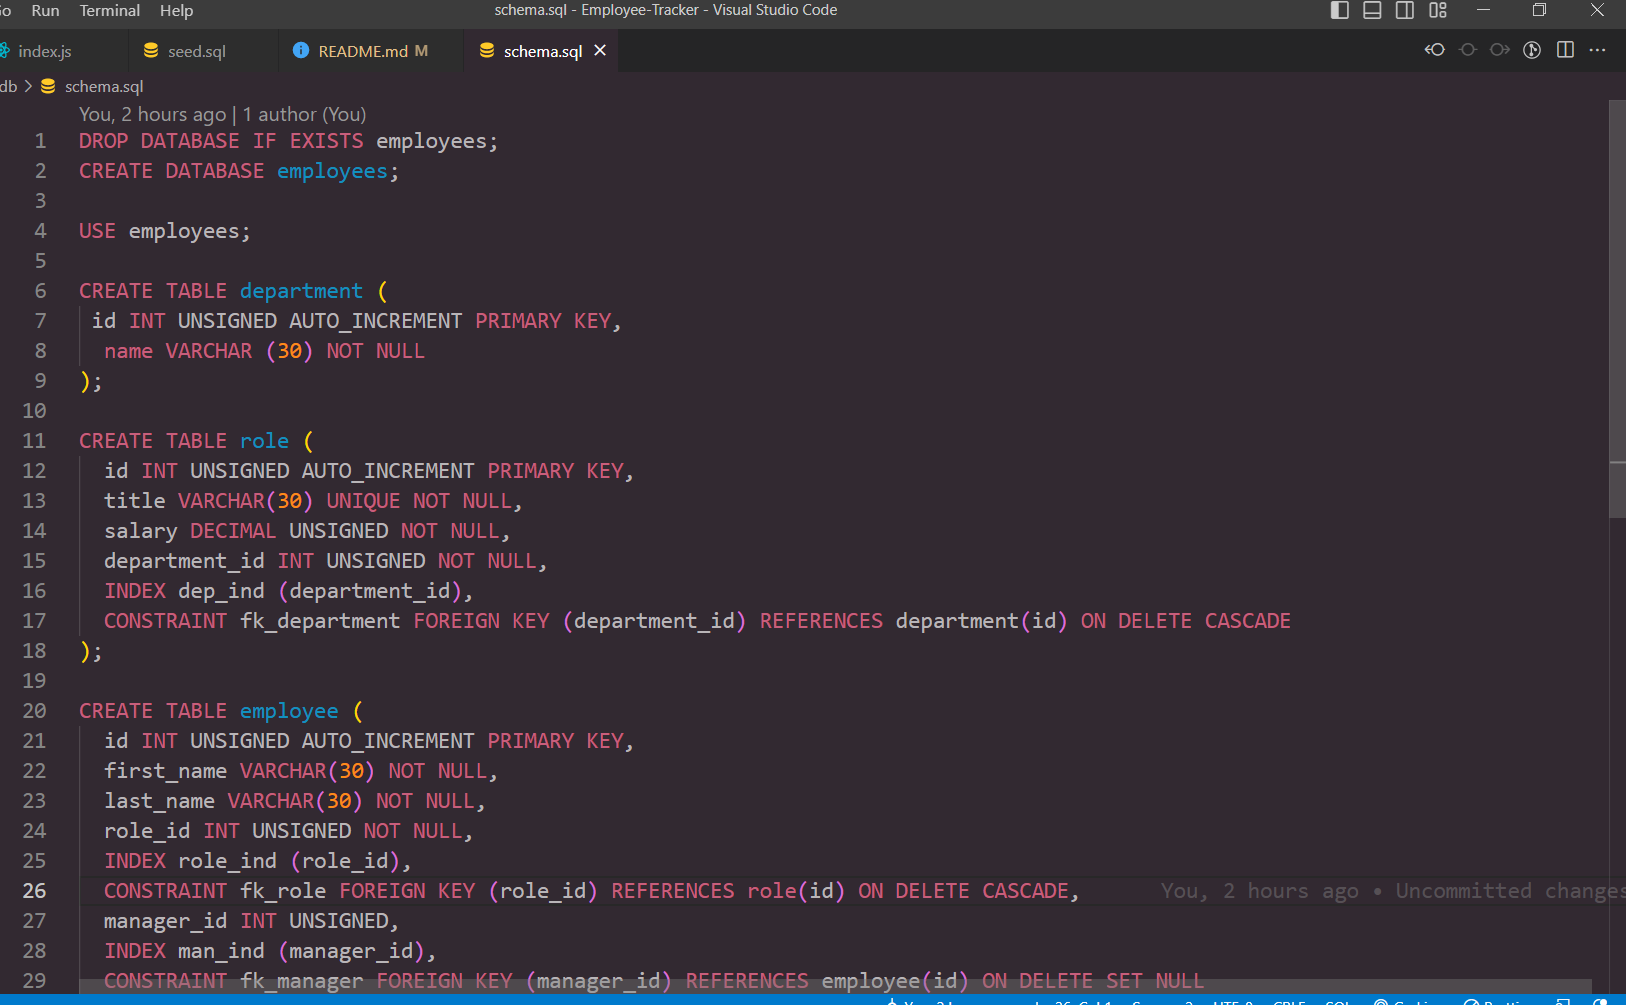 Run Terminal Help schema.sql - Employee-Tracker - Visual Studio Code
index.js seed.sql README.md M schema.sql
db > schema.sql
You, 2 hours ago | 1 author (You)
1 DROP DATABASE IF EXISTS employees;
2 CREATE DATABASE employees;
3
4 USE employees;
5
6 CREATE TABLE department (
7 id INT UNSIGNED AUTO_INCREMENT PRIMARY KEY,
8 name VARCHAR (30) NOT NULL
9 );
10
11 CREATE TABLE role (
12 id INT UNSIGNED AUTO_INCREMENT PRIMARY KEY,
13 title VARCHAR(30) UNIQUE NOT NULL,
14 salary DECIMAL UNSIGNED NOT NULL,
15 department_id INT UNSIGNED NOT NULL,
16 INDEX dep_ind (department_id),
17 CONSTRAINT fk_department FOREIGN KEY (department_id) REFERENCES department(id) ON DELETE CASCADE
18 );
19
20 CREATE TABLE employee (
21 id INT UNSIGNED AUTO_INCREMENT PRIMARY KEY,
22 first_name VARCHAR(30) NOT NULL,
23 last_name VARCHAR(30) NOT NULL,
24 role_id INT UNSIGNED NOT NULL,
25 INDEX role_ind (role_id),
26 CONSTRAINT fk_role FOREIGN KEY (role_id) REFERENCES role(id) ON DELETE CASCADE, You, 2 hours ago • Uncommitted changes
27 manager_id INT UNSIGNED,
28 INDEX man_ind (manager_id),
29 CONSTRAINT fk_manager FOREIGN KEY (manager_id) REFERENCES employee(id) ON DELETE SET NULL